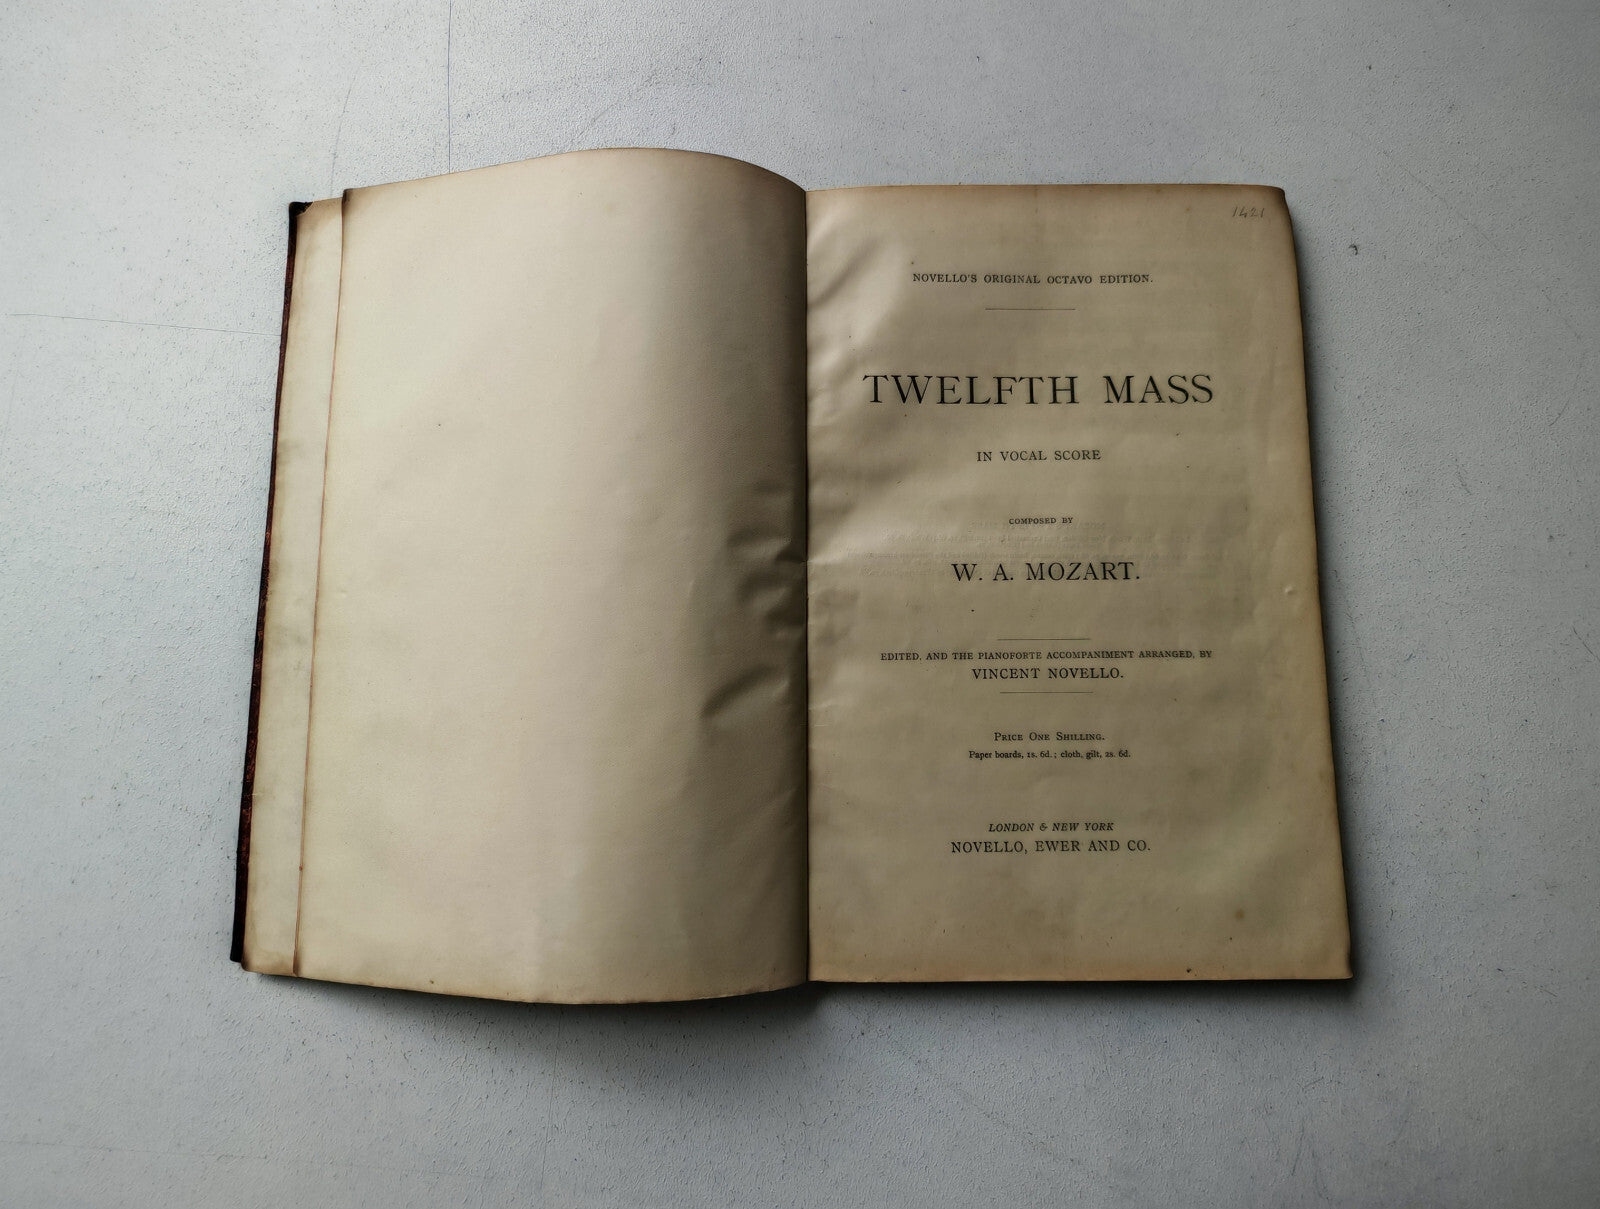 1421
NOVELLO'S ORIGINAL OCTAVO EDITION.
TWELFTH MASS
IN VOCAL SCORE
COMPOSED BY
W. A. MOZART.
EDITED, AND THE PIANOFORTE ACCOMPANIMENT ARRANGED, BY
VINCENT NOVELLO.
PRICE ONE SHILLING.
Paper boards, 1s. 6d.; cloth, gilt, 2s. 6d.
LONDON & NEW YORK
NOVELLO, EWER AND CO.